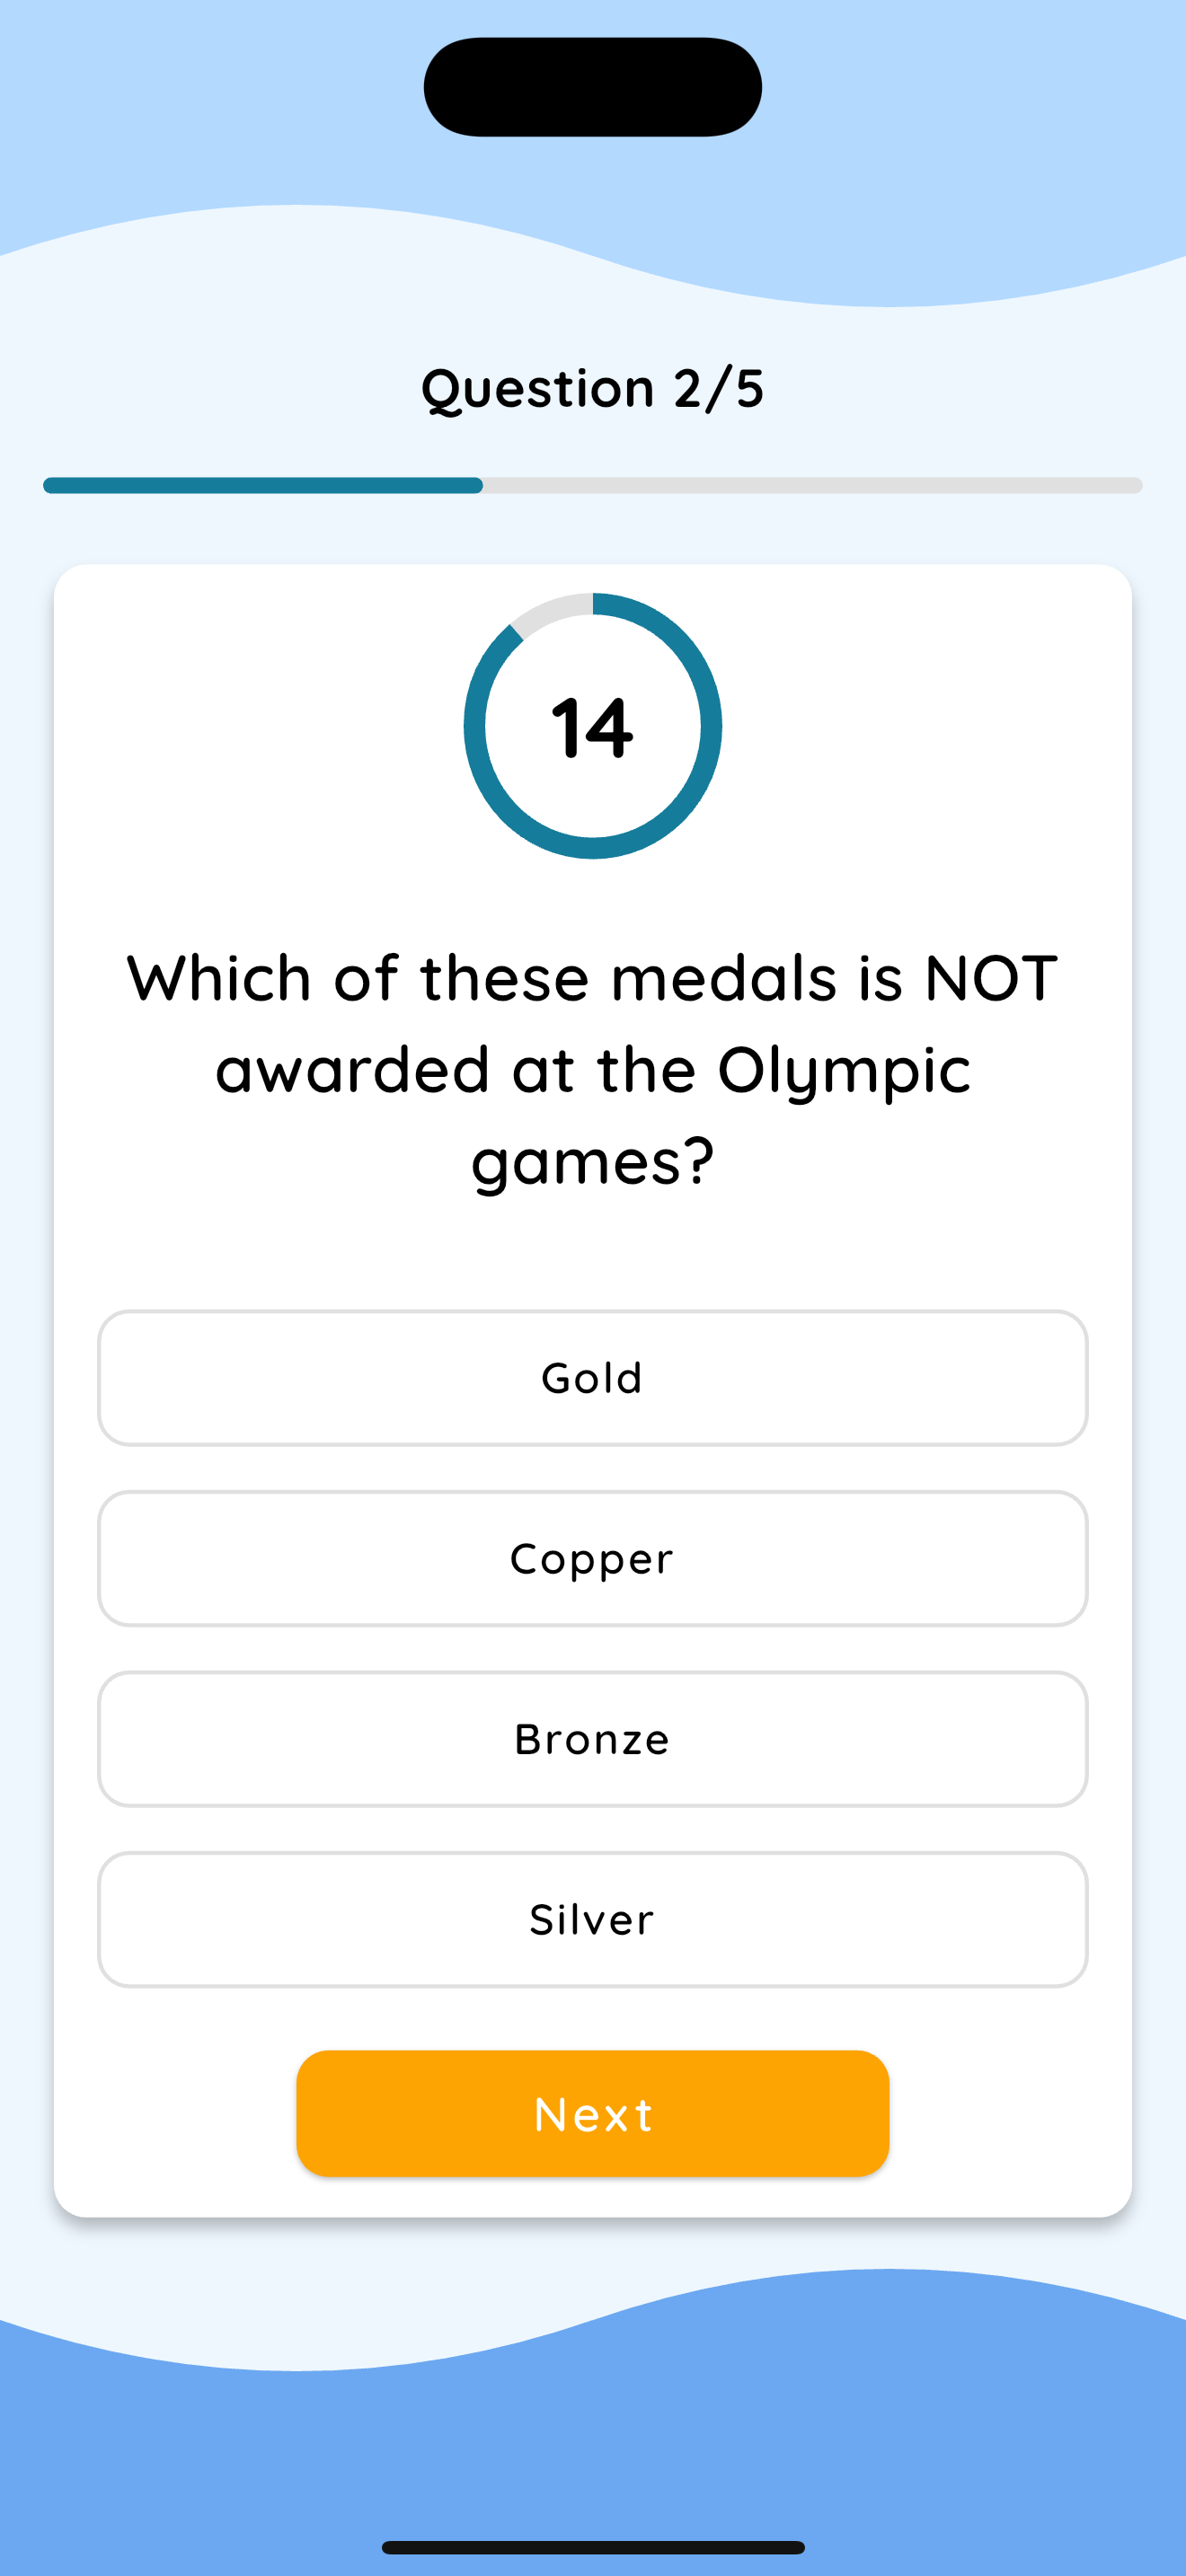 Question 2/5
14
Which of these medals is NOT
awarded at the Olympic
games?
Gold
Copper
Bronze
Silver
Next